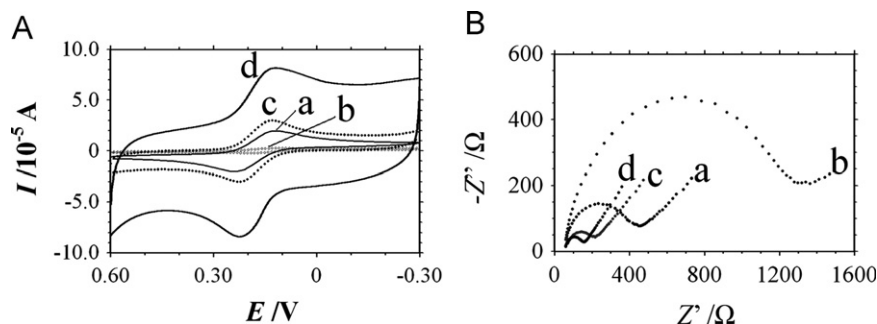 A
I /10⁻⁵ A
10.0
5.0
0
-5.0
-10.0
d
c a b
0.60 0.30 0 -0.30
E /V
B
-Z” /Ω
600
400
200
0
d c a b
0 400 800 1200 1600
Z’ /Ω